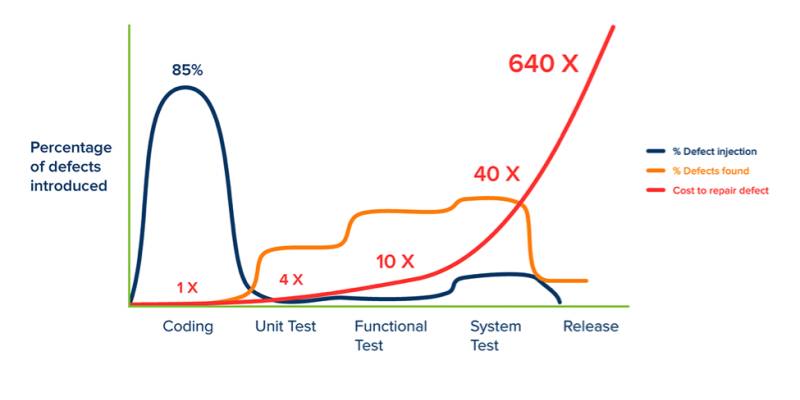 85%
640 X
Percentage
of defects
introduced
% Defect injection
% Defects found
Cost to repair defect
40 X
10 X
4 X
1 X
Coding
Unit Test
Functional
Test
System
Test
Release